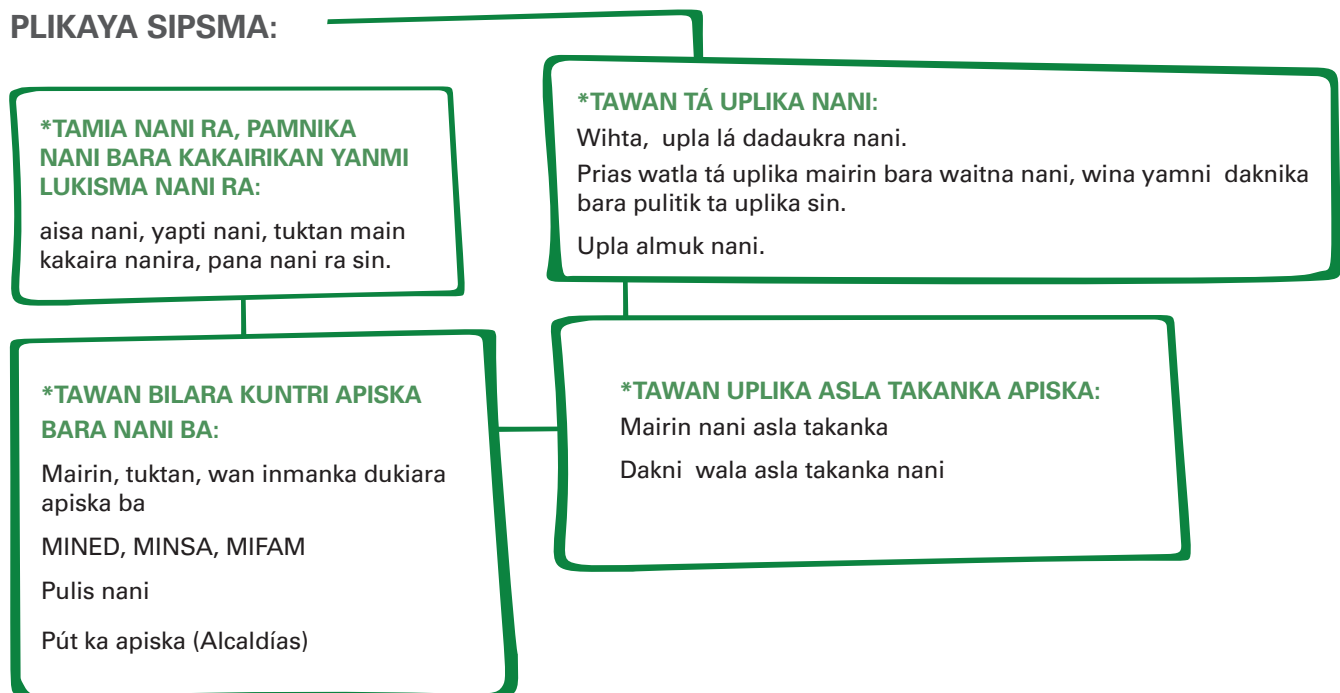 PLIKAYA SIPSMA:
*TAMIA NANI RA, PAMNIKA
NANI BARA KAKAIRIKAN YANMI
LUKISMA NANI RA:
aisa nani, yapti nani, tuktan main
kakaira nanira, pana nani ra sin.
*TAWAN TÁ UPLIKA NANI:
Wihta, upla lá dadaukra nani.
Prias watla tá uplika mairin bara waitna nani, wina yamni daknika
bara pulitik ta uplika sin.
Upla almuk nani.
*TAWAN BILARA KUNTRI APISKA
BARA NANI BA:
Mairin, tuktan, wan inmanka dukiara
apiska ba
MINED, MINSA, MIFAM
Pulis nani
Pút ka apiska (Alcaldías)
*TAWAN UPLIKA ASLA TAKANKA APISKA:
Mairin nani asla takanka
Dakni wala asla takanka nani